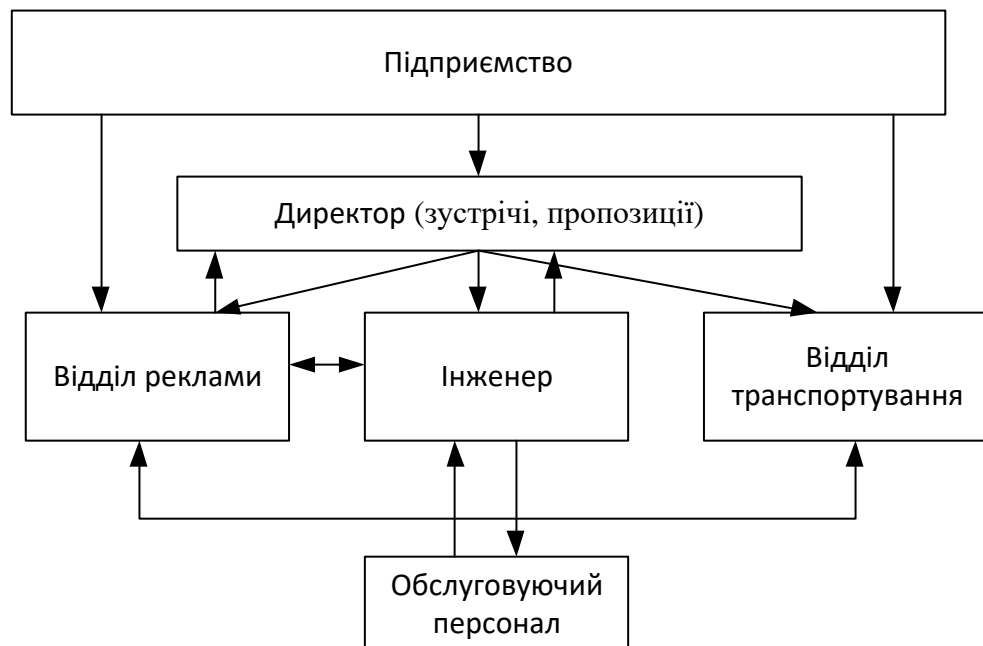 Підприємство
Директор (зустрічі, пропозиції)
Відділ реклами
Інженер
Відділ
транспортування
Обслуговуючий
персонал